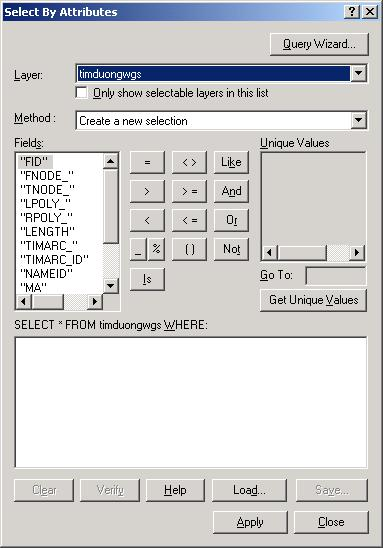 Select By Attributes
Query Wizard...
Layer: timduongwgs
Only show selectable layers in this list
Method : Create a new selection
Fields: Unique Values
"FID"
"FNODE_"
"TNODE_"
"LPOLY_"
"RPOLY_"
"LENGTH"
"TIMARC_"
"TIMARC_ID"
"NAMEID"
"MA"
= < > Like
> > = And
< < = Or
_ % ( ) Not
Is
Go To:
Get Unique Values
SELECT * FROM timduongwgs WHERE:
Clear Verify Help Load... Save...
Apply Close